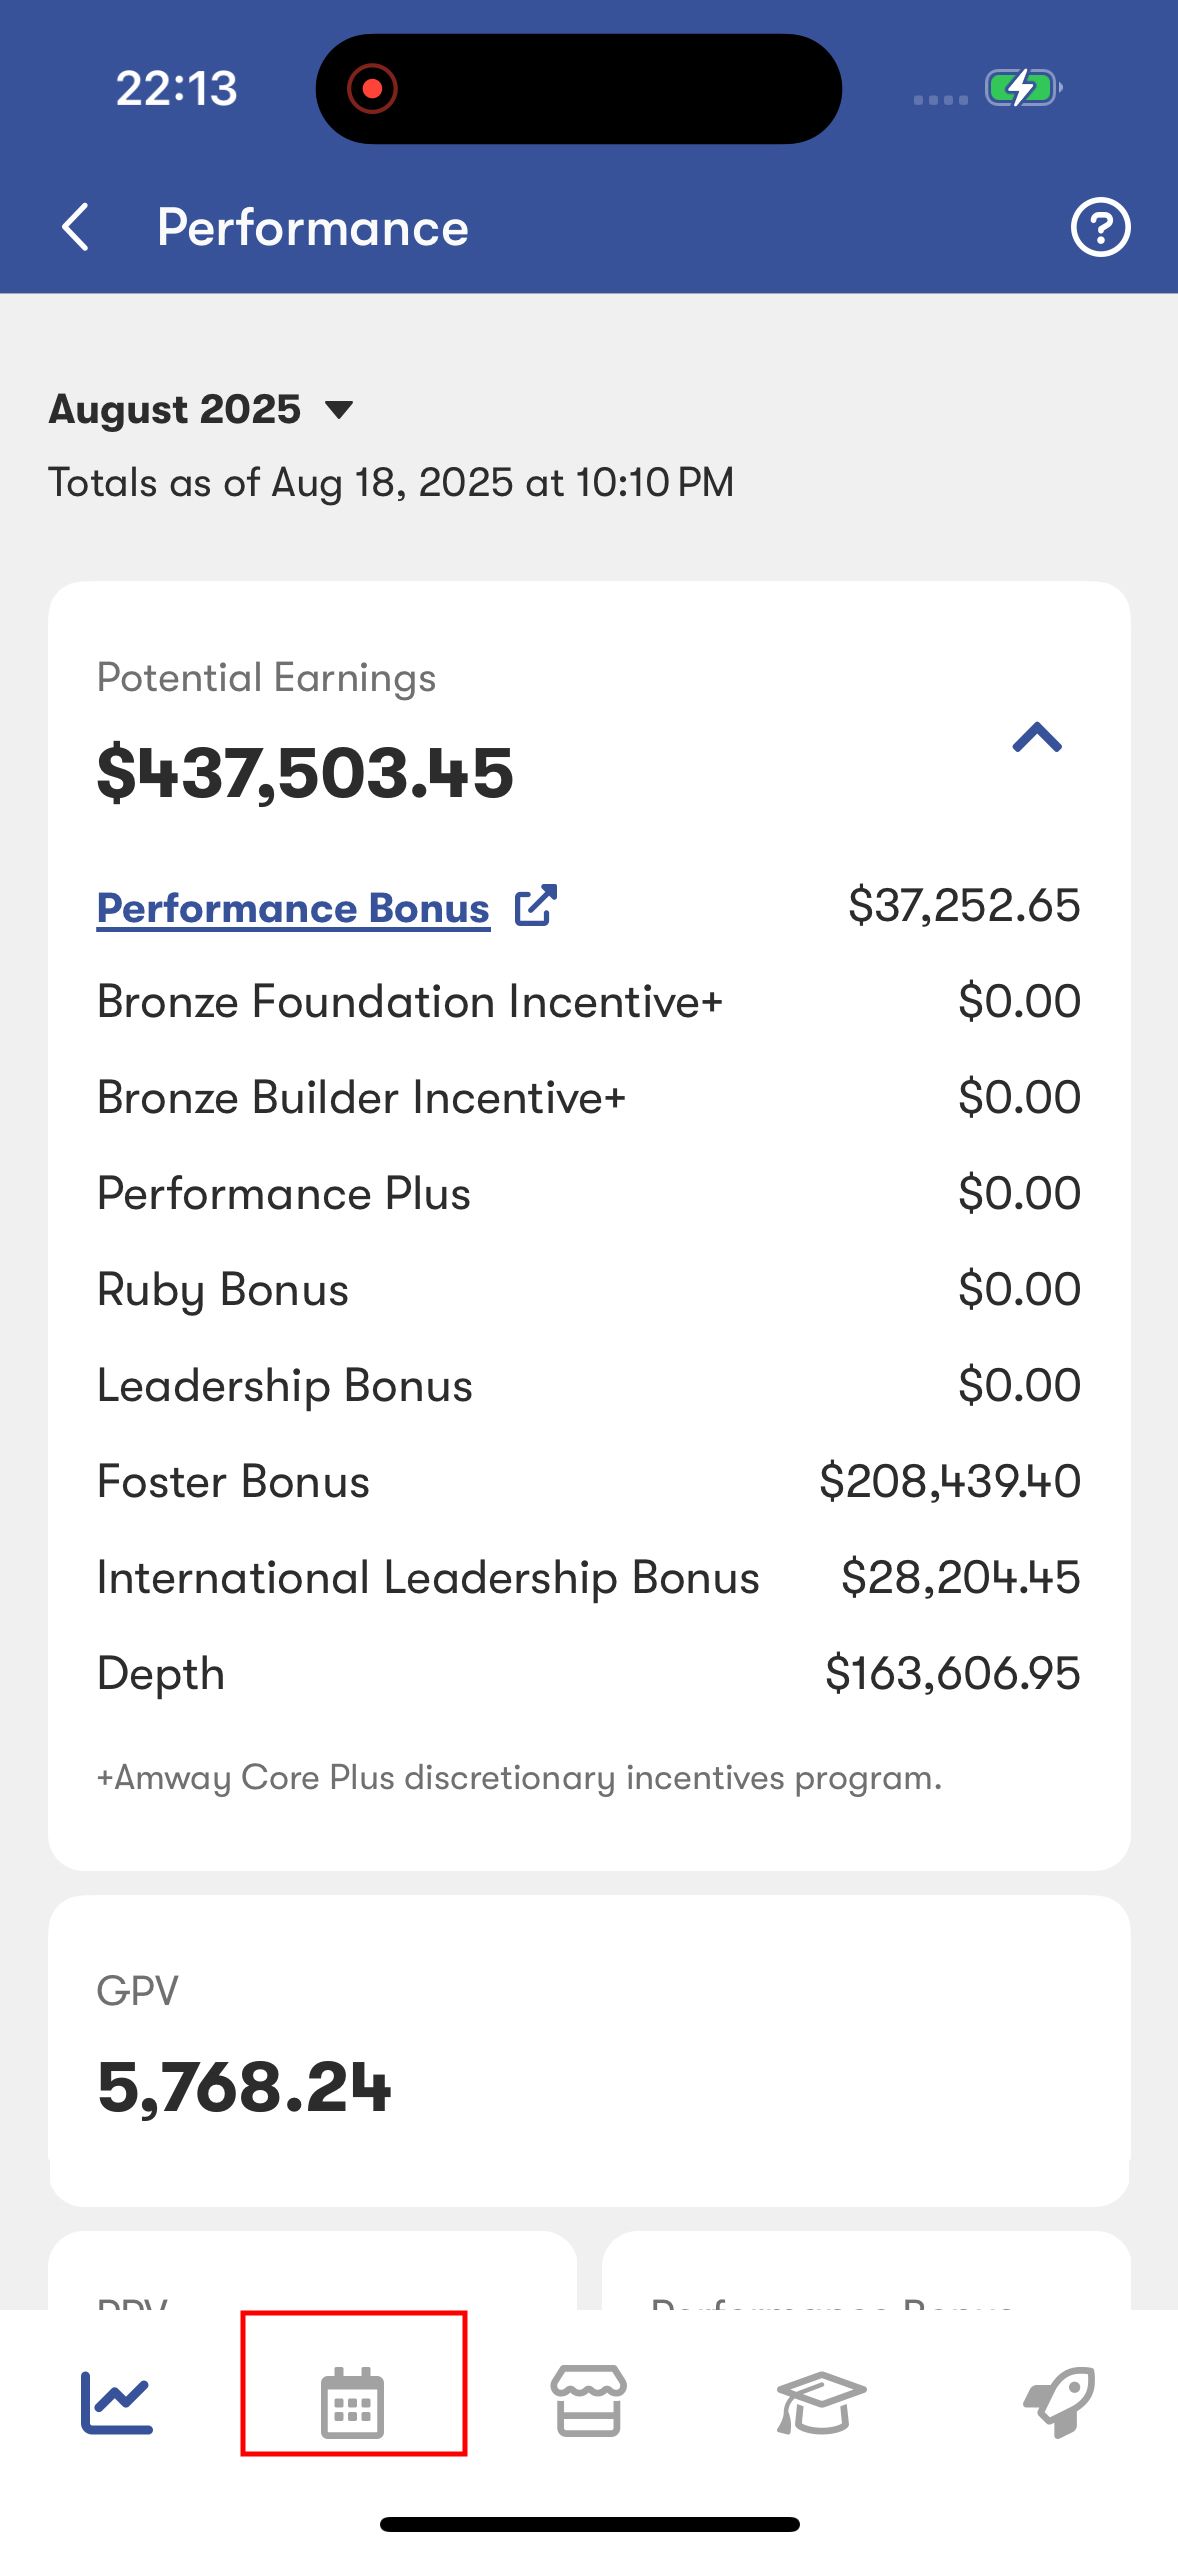 22:13
Performance
August 2025
Totals as of Aug 18, 2025 at 10:10 PM
Potential Earnings
$437,503.45
Performance Bonus $37,252.65
Bronze Foundation Incentive+ $0.00
Bronze Builder Incentive+ $0.00
Performance Plus $0.00
Ruby Bonus $0.00
Leadership Bonus $0.00
Foster Bonus $208,439.40
International Leadership Bonus $28,204.45
Depth $163,606.95
+Amway Core Plus discretionary incentives program.
GPV
5,768.24
PPV Performance Bonus